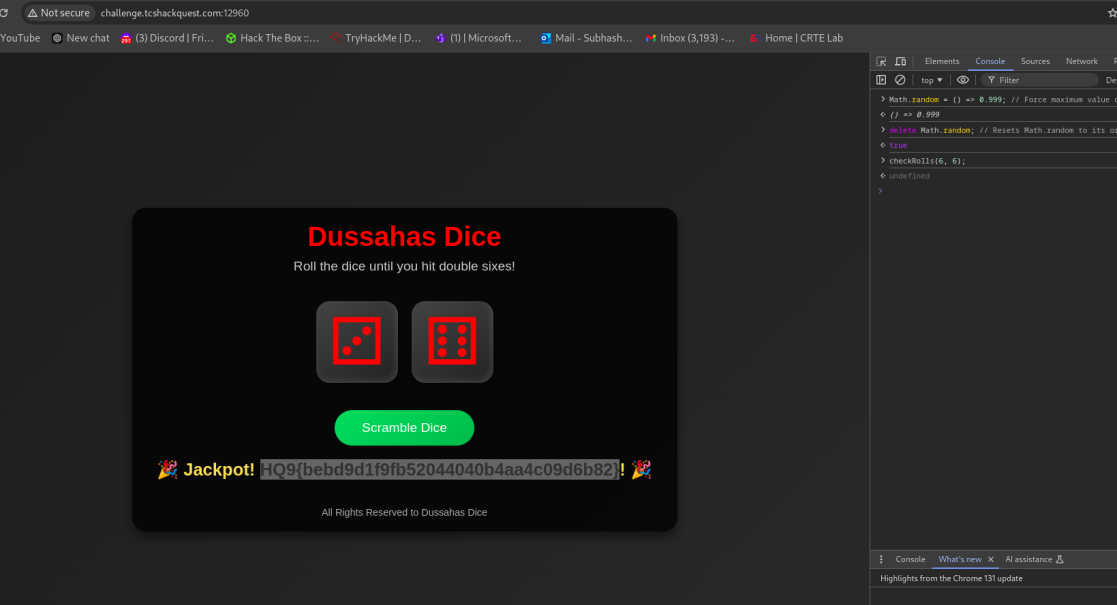 Not secure challenge.tcshackquest.com:12960
YouTube New chat (3) Discord | Fri... Hack The Box ::... TryHackMe | D... (1) | Microsoft... Mail - Subhash... Inbox (3,193) -... Home | CRTE Lab
Elements Console Sources Network
top Filter
Math.random = () => 0.999; // Force maximum value
() => 0.999
delete Math.random; // Resets Math.random to its
true
checkRolls(6, 6);
undefined
Dussahas Dice
Roll the dice until you hit double sixes!
Scramble Dice
🎉 Jackpot! HQ9{bebd9d1f9fb52044040b4aa4c09d6b82}! 🎉
All Rights Reserved to Dussahas Dice
Console What's new AI assistance
Highlights from the Chrome 131 update